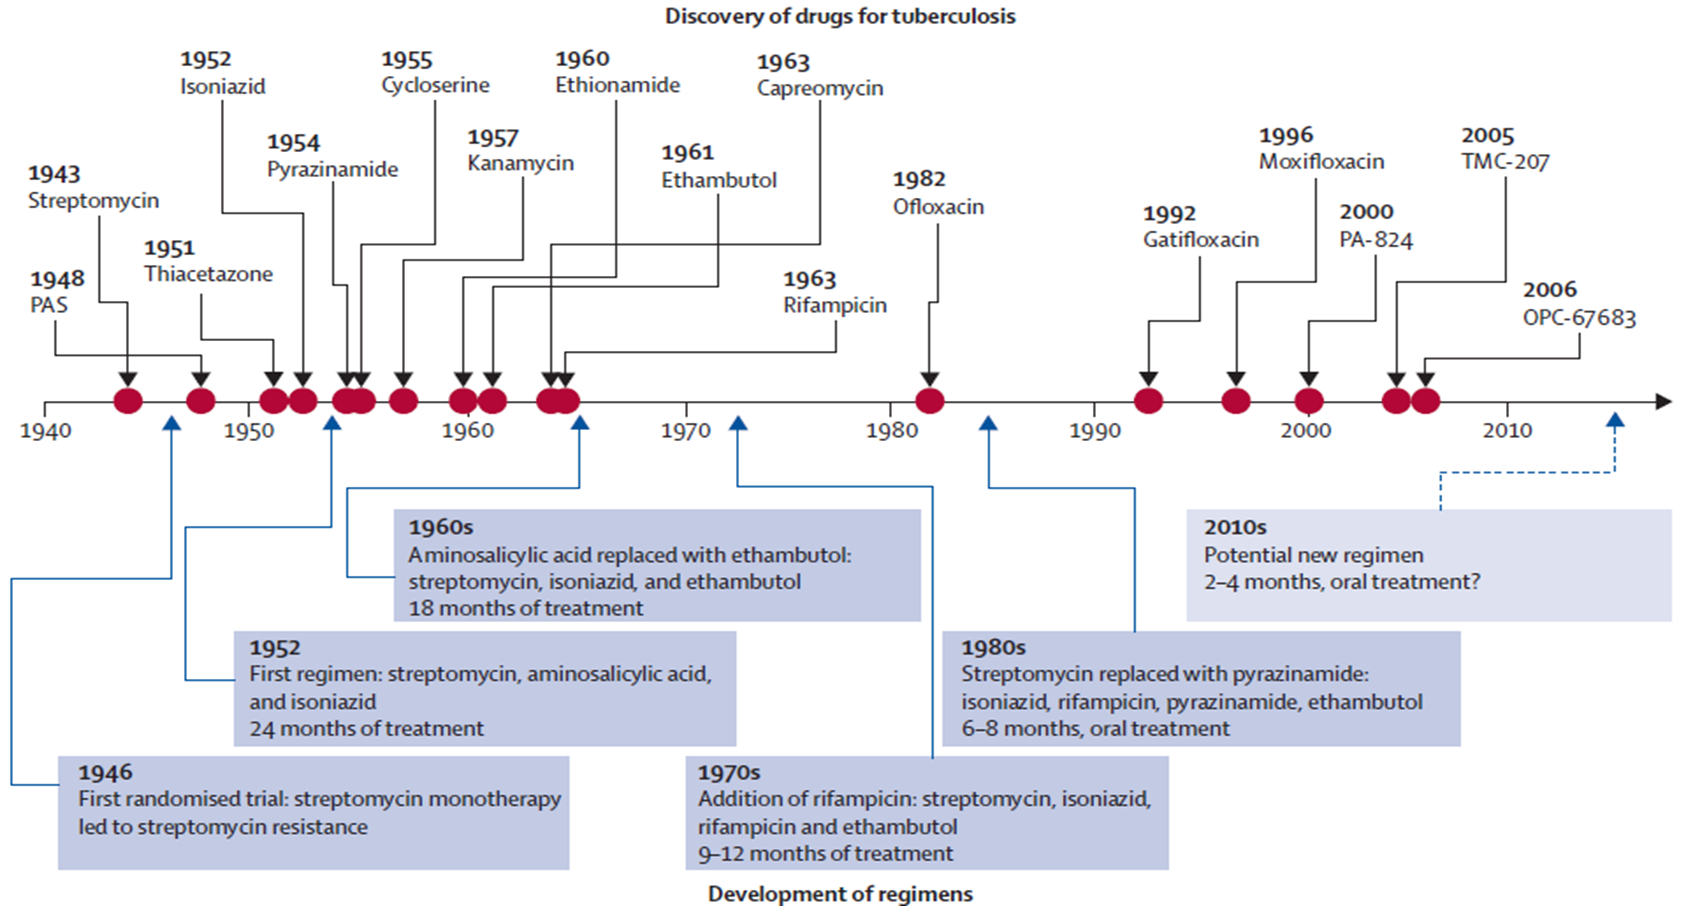 Discovery of drugs for tuberculosis
1952
Isoniazid
1955
Cycloserine
1960
Ethionamide
1963
Capreomycin
1954
Pyrazinamide
1957
Kanamycin
1961
Ethambutol
1996
Moxifloxacin
2005
TMC-207
1943
Streptomycin
1982
Ofloxacin
1992
Gatifloxacin
2000
PA-824
1951
Thiacetazone
1948
PAS
1963
Rifampicin
2006
OPC-67683
1940
1950
1960
1970
1980
1990
2000
2010
1960s
Aminosalicylic acid replaced with ethambutol:
streptomycin, isoniazid, and ethambutol
18 months of treatment
2010s
Potential new regimen
2–4 months, oral treatment?
1952
First regimen: streptomycin, aminosalicylic acid,
and isoniazid
24 months of treatment
1980s
Streptomycin replaced with pyrazinamide:
isoniazid, rifampicin, pyrazinamide, ethambutol
6–8 months, oral treatment
1946
First randomised trial: streptomycin monotherapy
led to streptomycin resistance
1970s
Addition of rifampicin: streptomycin, isoniazid,
rifampicin and ethambutol
9–12 months of treatment
Development of regimens